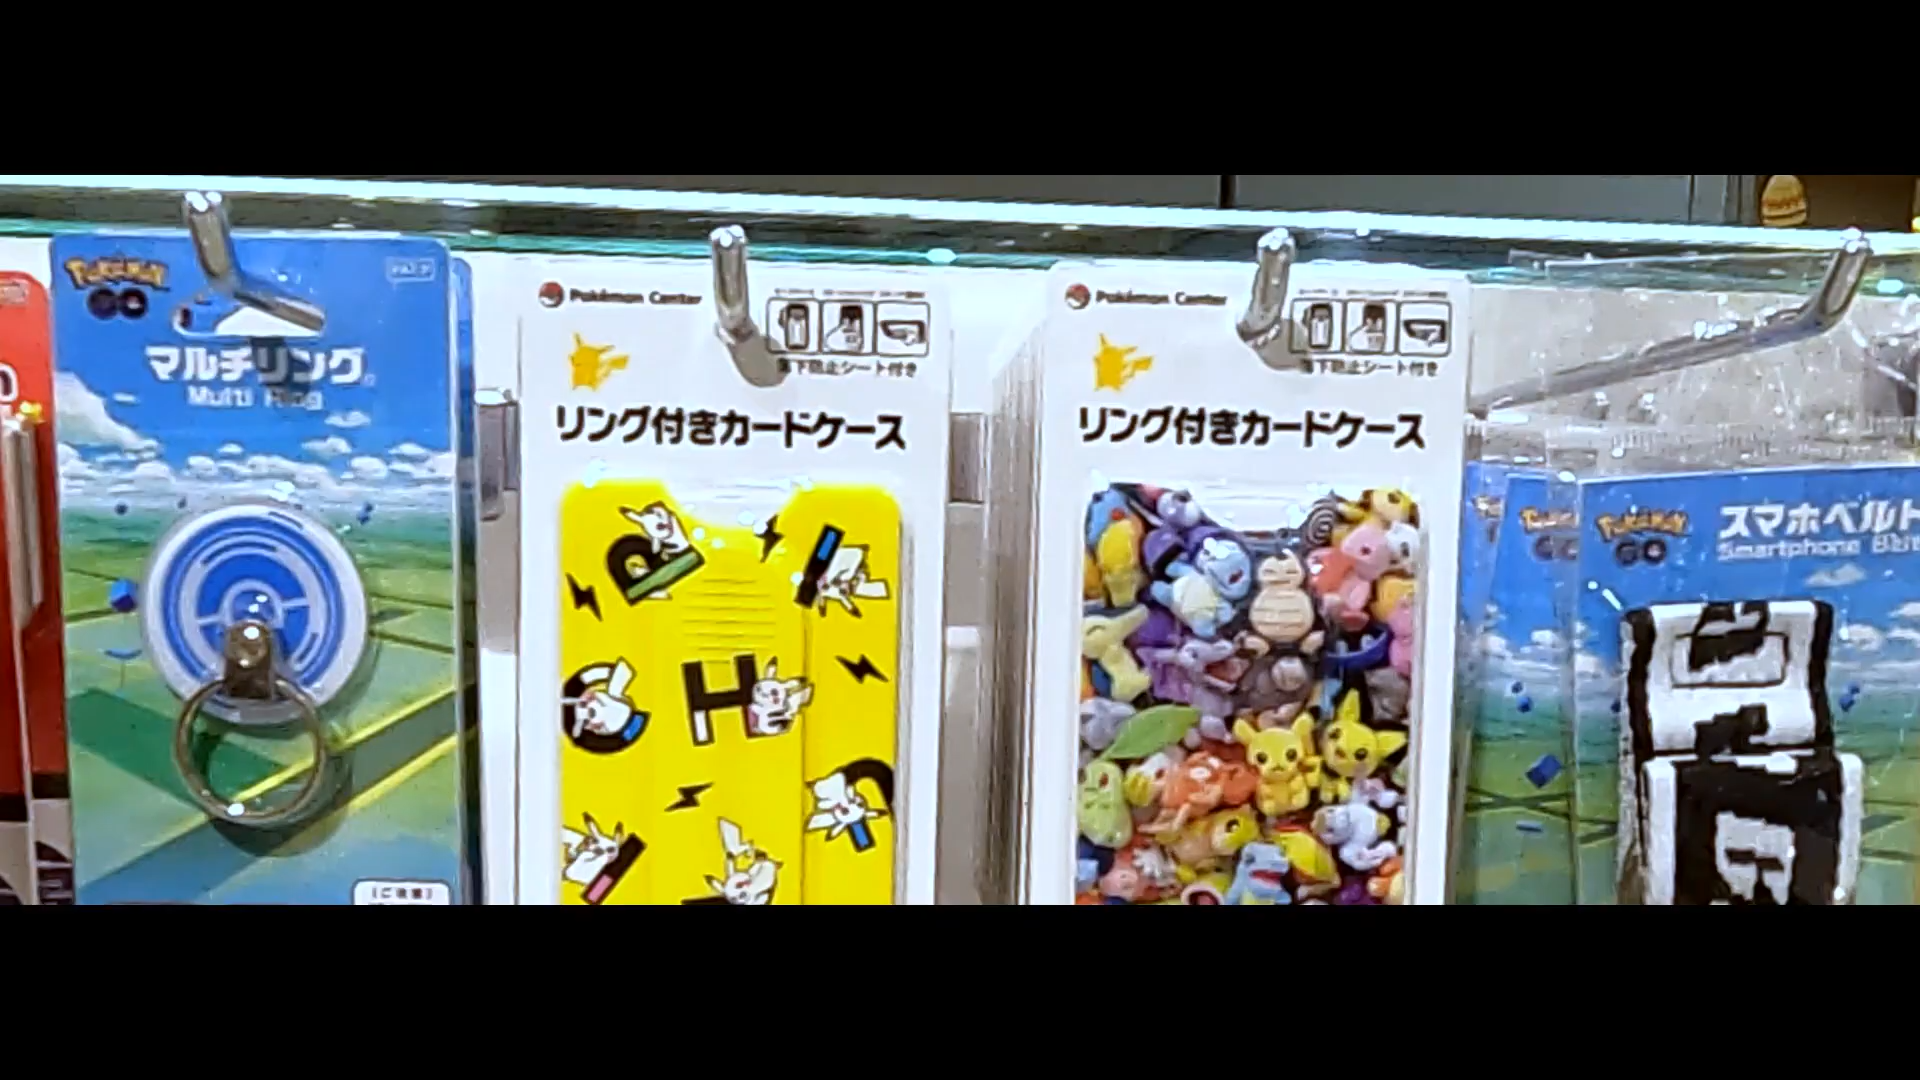 Pokémon
GO
マルチリング
Multi Ring
Pokémon Center
落下防止シート付き
リング付きカードケース
H
Pokémon Center
落下防止シート付き
リング付きカードケース
Pokémon
GO
スマホベルト
Smartphone Belt